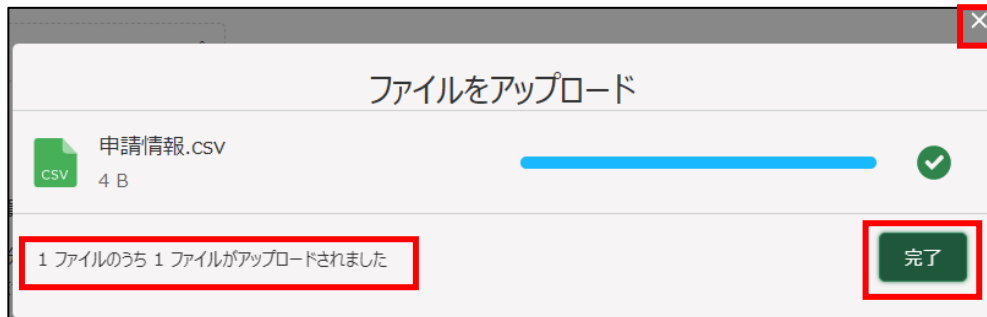 ファイルをアップロード
申請情報.csv
CSV
4 B
1 ファイルのうち 1 ファイルがアップロードされました
完了